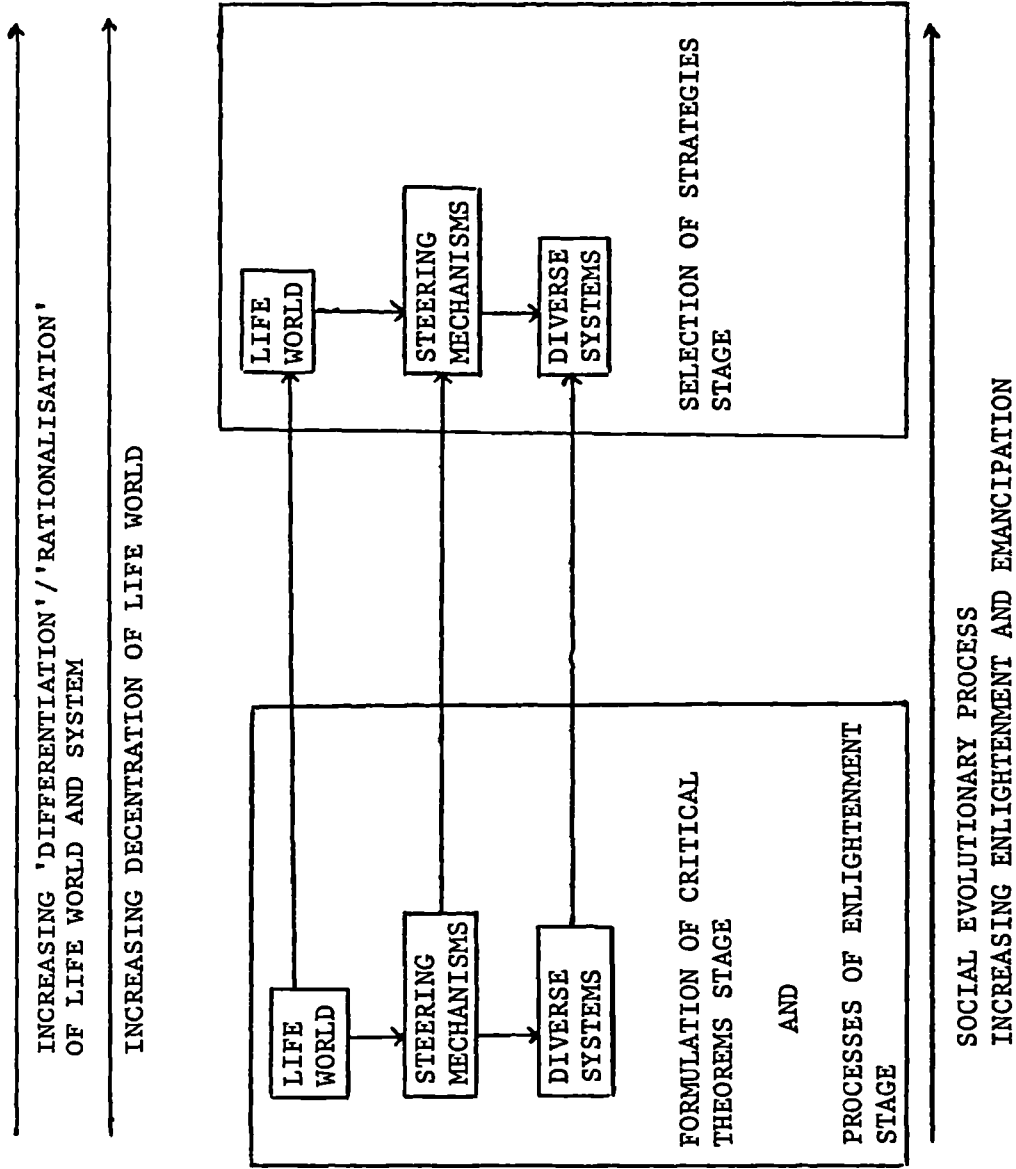 INCREASING 'DIFFERENTIATION'/'RATIONALISATION'
OF LIFE WORLD AND SYSTEM
INCREASING DECENTRATION OF LIFE WORLD
LIFE
WORLD
STEERING
MECHANISMS
DIVERSE
SYSTEMS
FORMULATION OF CRITICAL
THEOREMS STAGE
AND
PROCESSES OF ENLIGHTENMENT
STAGE
LIFE
WORLD
STEERING
MECHANISMS
DIVERSE
SYSTEMS
SELECTION OF STRATEGIES
STAGE
SOCIAL EVOLUTIONARY PROCESS
INCREASING ENLIGHTENMENT AND EMANCIPATION